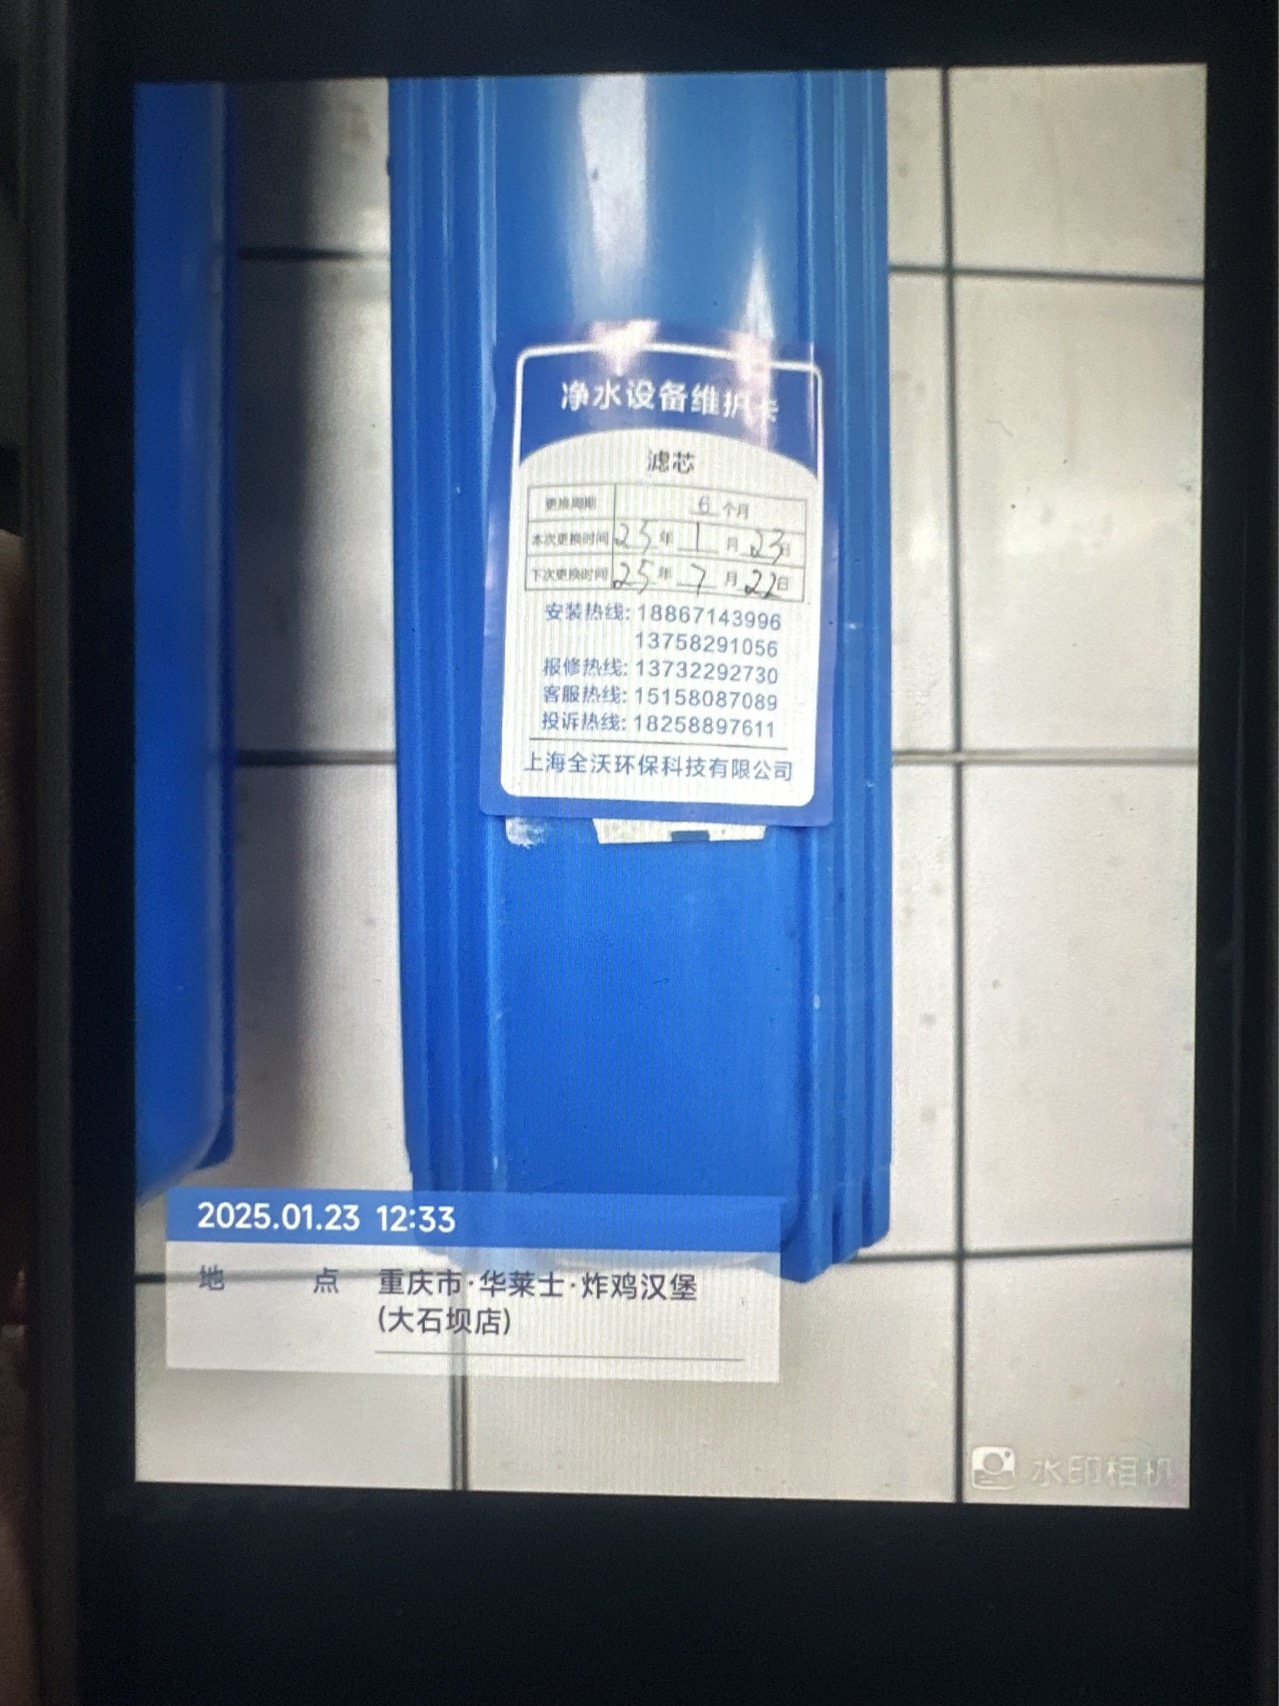 净水设备维护卡
滤芯
更换周期 6 个月
本次更换时间 25 年 1 月 23 日
下次更换时间 25 年 7 月 22 日
安装热线: 18867143996
13758291056
报修热线: 13732292730
客服热线: 15158087089
投诉热线: 18258897611
上海全沃环保科技有限公司
2025.01.23 12:33
地 点 重庆市·华莱士·炸鸡汉堡
(大石坝店)
水印相机